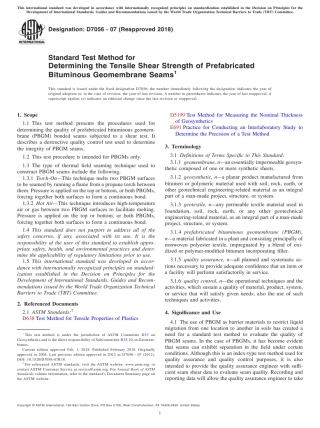 This international standard was developed in accordance with internationally recognized principles on standardization established in the Decision on Principles for the
Development of International Standards, Guides and Recommendations issued by the World Trade Organization Technical Barriers to Trade (TBT) Committee.
Designation: D7056 − 07 (Reapproved 2018)
Standard Test Method for
Determining the Tensile Shear Strength of Prefabricated
Bituminous Geomembrane Seams¹
This standard is issued under the fixed designation D7056; the number immediately following the designation indicates the year of
original adoption or, in the case of revision, the year of last revision. A number in parentheses indicates the year of last reapproval. A
superscript epsilon (ε) indicates an editorial change since the last revision or reapproval.
1. Scope
1.1 This test method presents the procedures used for
determining the quality of prefabricated bituminous geomem-
brane (PBGM) bonded seams subjected to a shear test. It
describes a destructive quality control test used to determine
the integrity of PBGM seams.
1.2 This test procedure is intended for PBGMs only.
1.3 The type of thermal field seaming technique used to
construct PBGM seams include the following.
1.3.1 Torch-On—This technique melts two PBGM surfaces
to be seamed by running a flame from a propane torch between
them. Pressure is applied on the top or bottom, or both PBGMs,
forcing together both surfaces to form a continuous bond.
1.3.2 Hot Air—This technique introduces high-temperature
air or gas between two PBGM surfaces to facilitate melting.
Pressure is applied on the top or bottom, or both PBGMs,
forcing together both surfaces to form a continuous bond.
1.4 This standard does not purport to address all of the
safety concerns, if any, associated with its use. It is the
responsibility of the user of this standard to establish appro-
priate safety, health, and environmental practices and deter-
mine the applicability of regulatory limitations prior to use.
1.5 This international standard was developed in accor-
dance with internationally recognized principles on standard-
ization established in the Decision on Principles for the
Development of International Standards, Guides and Recom-
mendations issued by the World Trade Organization Technical
Barriers to Trade (TBT) Committee.
2. Referenced Documents
2.1 ASTM Standards:²
D638 Test Method for Tensile Properties of Plastics
¹ This test method is under the jurisdiction of ASTM Committee D35 on
Geosynthetics and is the direct responsibility of Subcommittee D35.10 on Geomem-
branes.
Current edition approved Feb. 1, 2018. Published February 2018. Originally
approved in 2004. Last previous edition approved in 2012 as D7056 – 07 (2012).
DOI: 10.1520/D7056-07R18.
² For referenced ASTM standards, visit the ASTM website, www.astm.org, or
contact ASTM Customer Service at service@astm.org. For Annual Book of ASTM
Standards volume information, refer to the standard's Document Summary page on
the ASTM website.
D5199 Test Method for Measuring the Nominal Thickness
of Geosynthetics
E691 Practice for Conducting an Interlaboratory Study to
Determine the Precision of a Test Method
3. Terminology
3.1 Definitions of Terms Specific to This Standard:
3.1.1 geomembrane, n—an essentially impermeable geosyn-
thetic composed of one or more synthetic sheets.
3.1.2 geosynthetic, n—a planar product manufactured from
bitumen or polymeric material used with soil, rock, earth, or
other geotechnical engineering-related material as an integral
part of a man-made project, structure, or system.
3.1.3 geotextile, n—any permeable textile material used in
foundation, soil, rock, earth, or any other geotechnical
engineering-related material, as an integral part of a man-made
project, structure, or system.
3.1.4 prefabricated bituminous geomembrane (PBGM),
n—a material fabricated in a plant and consisting principally of
nonwoven polyester textile, impregnated by a blend of oxi-
dized or polymer-modified bitumen incorporating filler.
3.1.5 quality assurance, n—all planned and systematic ac-
tions necessary to provide adequate confidence that an item or
a facility will perform satisfactorily in service.
3.1.6 quality control, n—the operational techniques and the
activities, which sustain a quality of material, product, system,
or service that will satisfy given needs; also the use of such
techniques and activities.
4. Significance and Use
4.1 The use of PBGM as barrier materials to restrict liquid
migration from one location to another in soils has created a
need for a standard test method to evaluate the quality of
PBGM seams. In the case of PBGMs, it has become evident
that seams can exhibit separation in the field under certain
conditions. Although this is an index-type test method used for
quality assurance and quality control purposes, it is also
intended to provide the quality assurance engineer with suffi-
cient seam shear data to evaluate seam quality. Recording and
reporting data will allow the quality assurance engineer to take
Copyright © ASTM International, 100 Barr Harbor Drive, PO Box C700, West Conshohocken, PA 19428-2959. United States
1